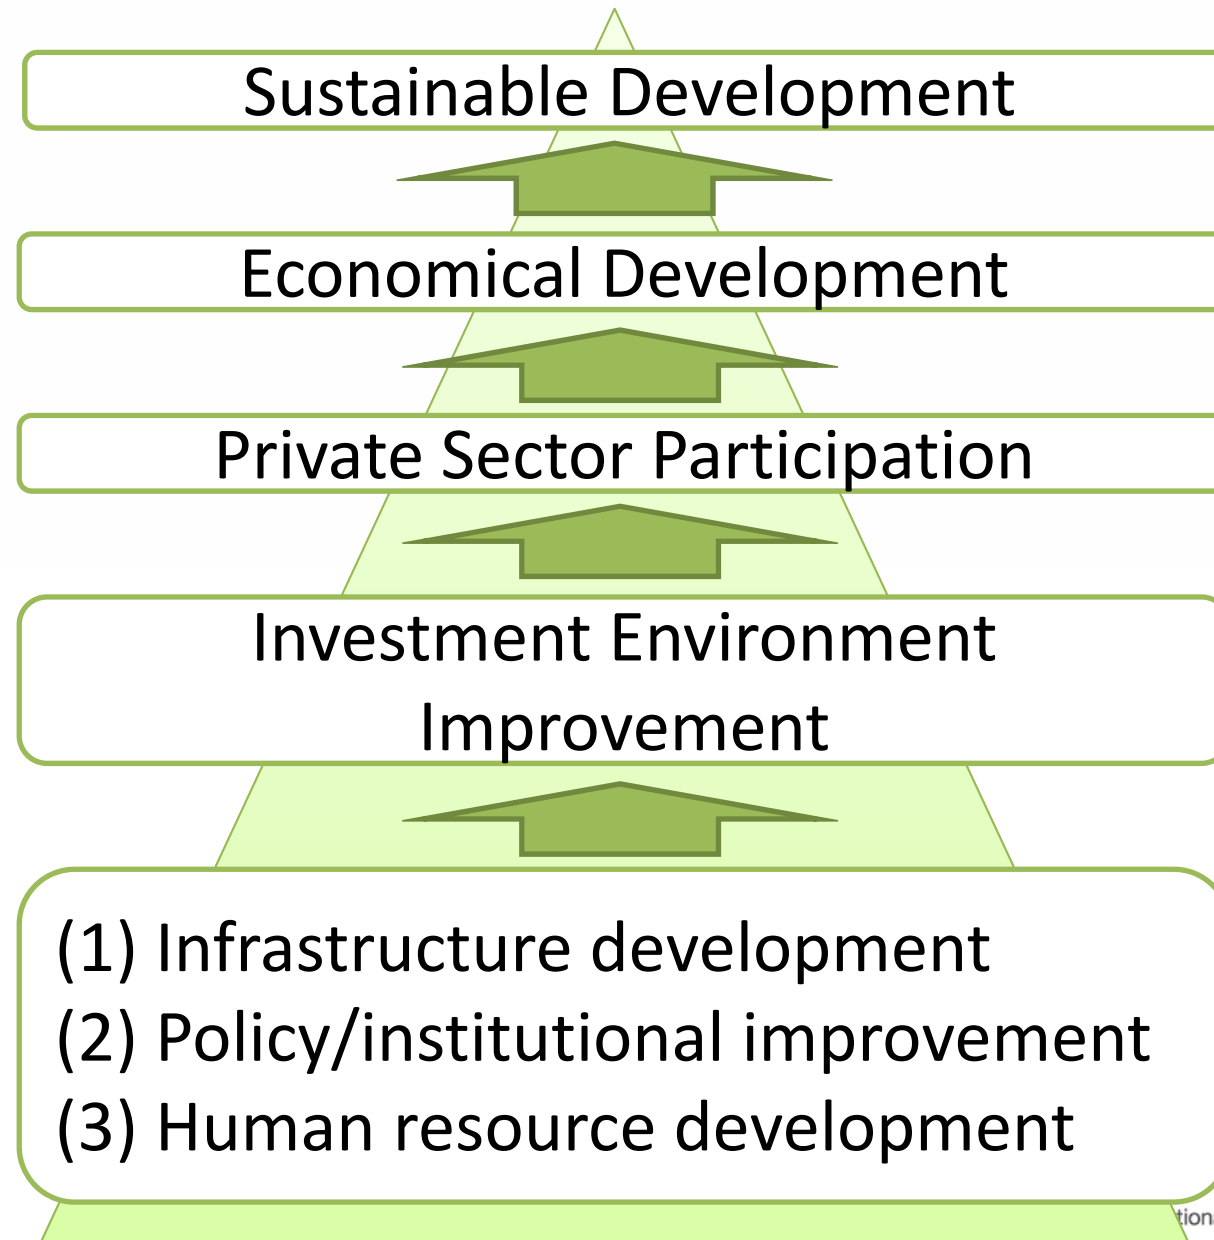 Sustainable Development
Economical Development
Private Sector Participation
Investment Environment
Improvement
(1) Infrastructure development
(2) Policy/institutional improvement
(3) Human resource development